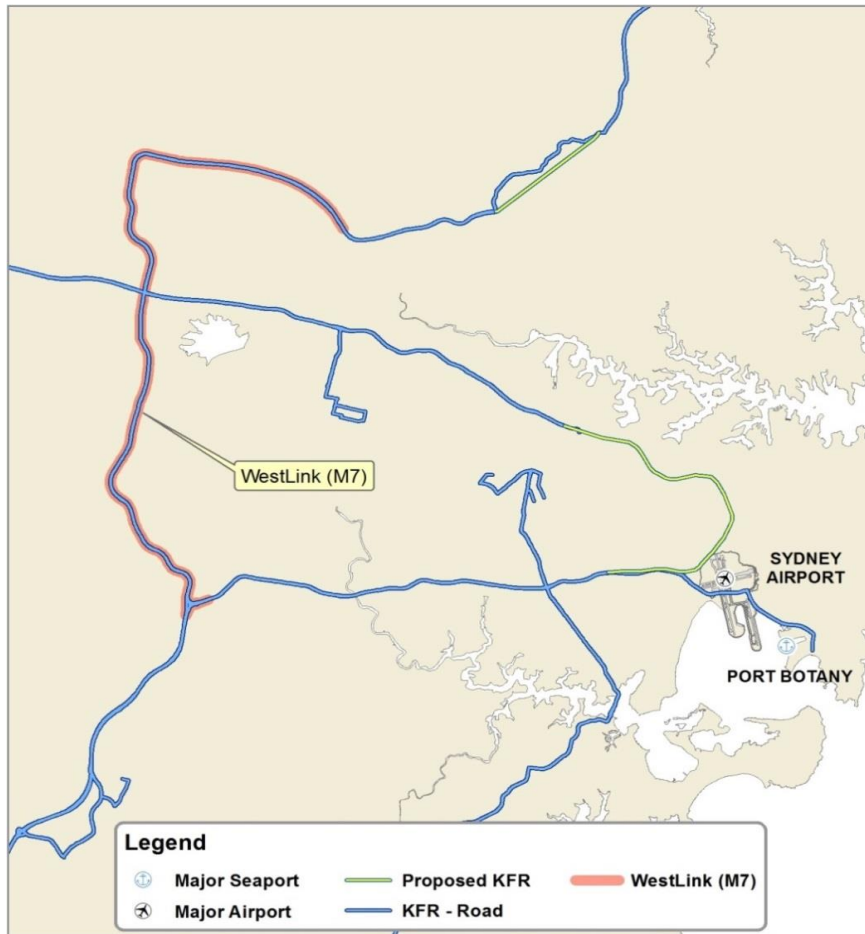 WestLink (M7)
SYDNEY
AIRPORT
PORT BOTANY
Legend
Major Seaport
Proposed KFR
WestLink (M7)
Major Airport
KFR - Road